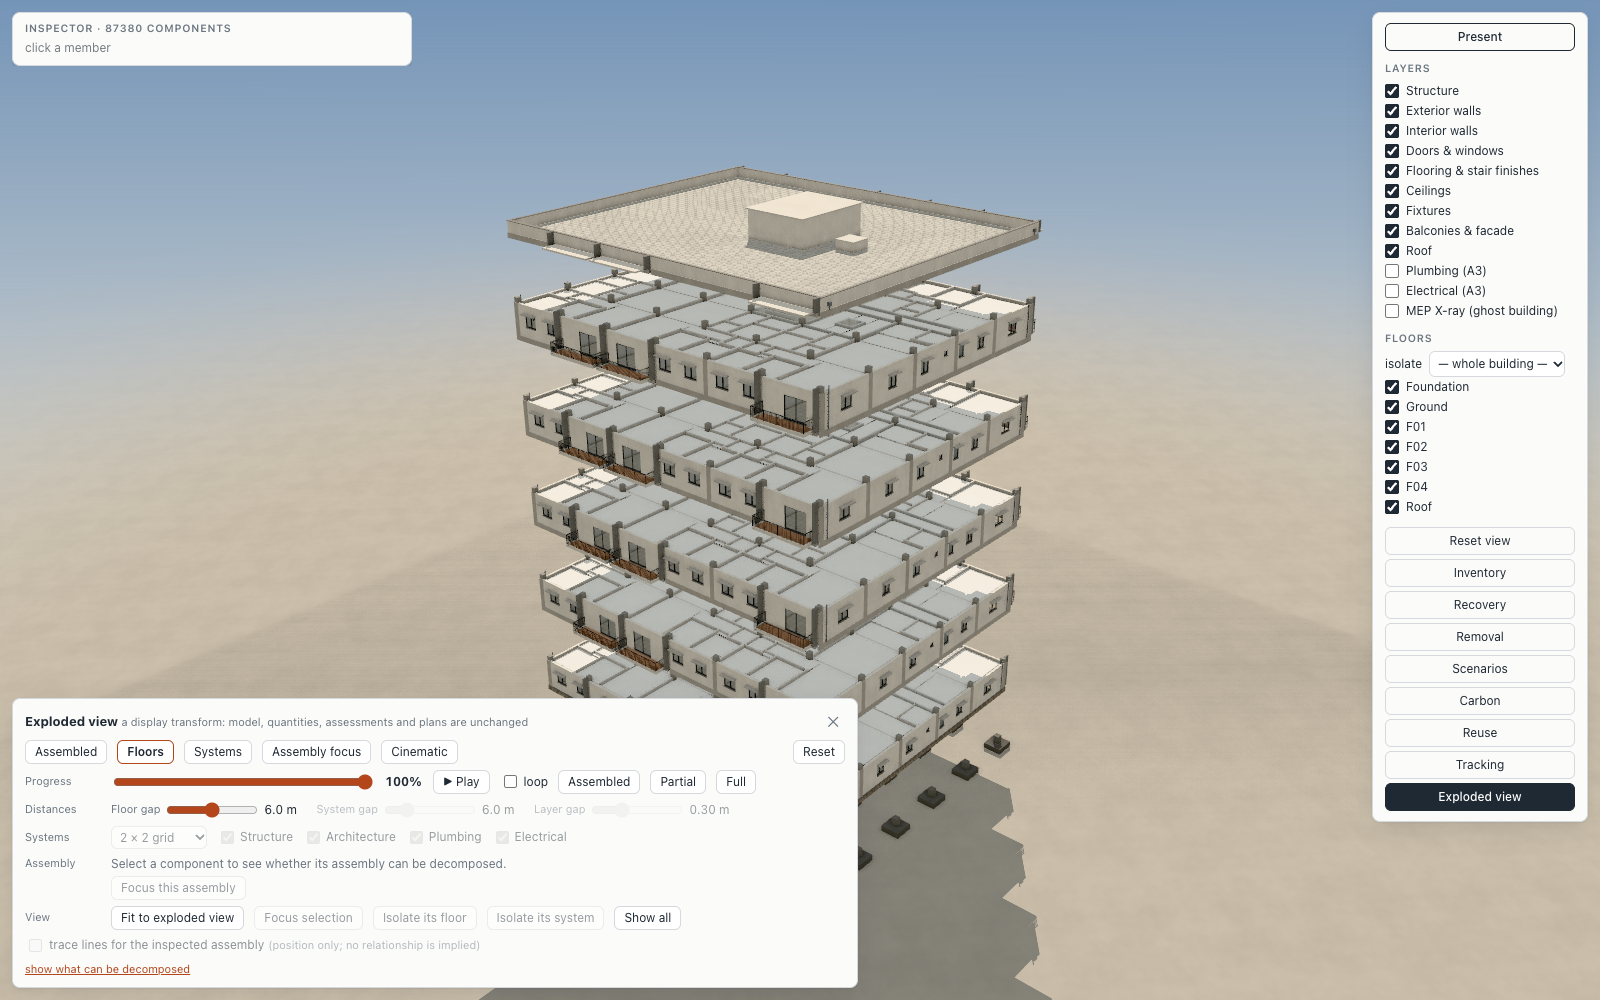 INSPECTOR · 87380 COMPONENTS
click a member
Present
LAYERS
Structure
Exterior walls
Interior walls
Doors & windows
Flooring & stair finishes
Ceilings
Fixtures
Balconies & facade
Roof
Plumbing (A3)
Electrical (A3)
MEP X-ray (ghost building)
FLOORS
isolate — whole building —
Foundation
Ground
F01
F02
F03
F04
Roof
Reset view
Inventory
Recovery
Removal
Scenarios
Carbon
Reuse
Tracking
Exploded view
Exploded view a display transform: model, quantities, assessments and plans are unchanged
Assembled Floors Systems Assembly focus Cinematic Reset
Progress 100% Play loop Assembled Partial Full
Distances Floor gap 6.0 m System gap 6.0 m Layer gap 0.30 m
Systems 2 × 2 grid Structure Architecture Plumbing Electrical
Assembly Select a component to see whether its assembly can be decomposed.
Focus this assembly
View Fit to exploded view Focus selection Isolate its floor Isolate its system Show all
trace lines for the inspected assembly (position only; no relationship is implied)
show what can be decomposed